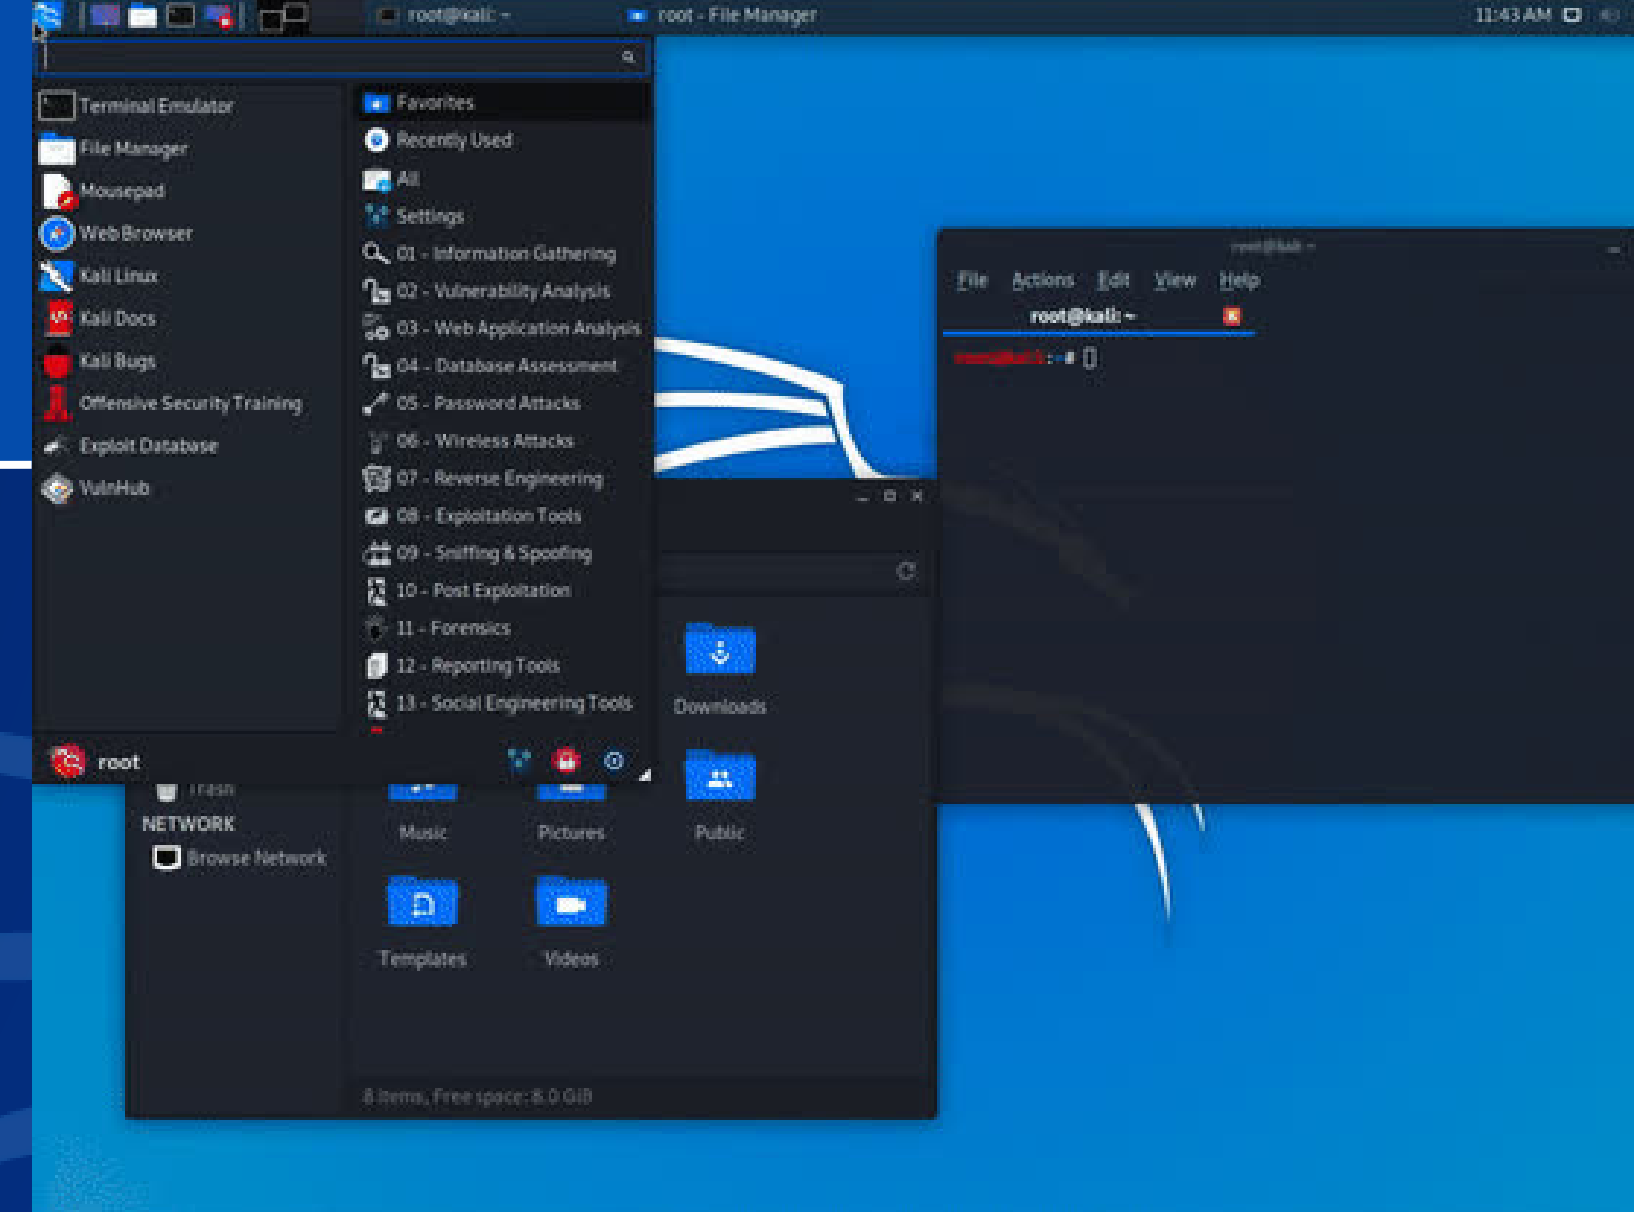 root@kali: ~
root - File Manager
11:43 AM
Terminal Emulator
File Manager
Mousepad
Web Browser
Kali Linux
Kali Docs
Kali Bugs
Offensive Security Training
Exploit Database
VulnHub
Favorites
Recently Used
All
Settings
01 - Information Gathering
02 - Vulnerability Analysis
03 - Web Application Analysis
04 - Database Assessment
05 - Password Attacks
06 - Wireless Attacks
07 - Reverse Engineering
08 - Exploitation Tools
09 - Sniffing & Spoofing
10 - Post Exploitation
11 - Forensics
12 - Reporting Tools
13 - Social Engineering Tools
root
Trash
NETWORK
Browse Network
Downloads
Music
Pictures
Public
Templates
Videos
8 items, Free space: 8.0 GiB
root@kali: ~
File Actions Edit View Help
root@kali: ~
root@kali:~#